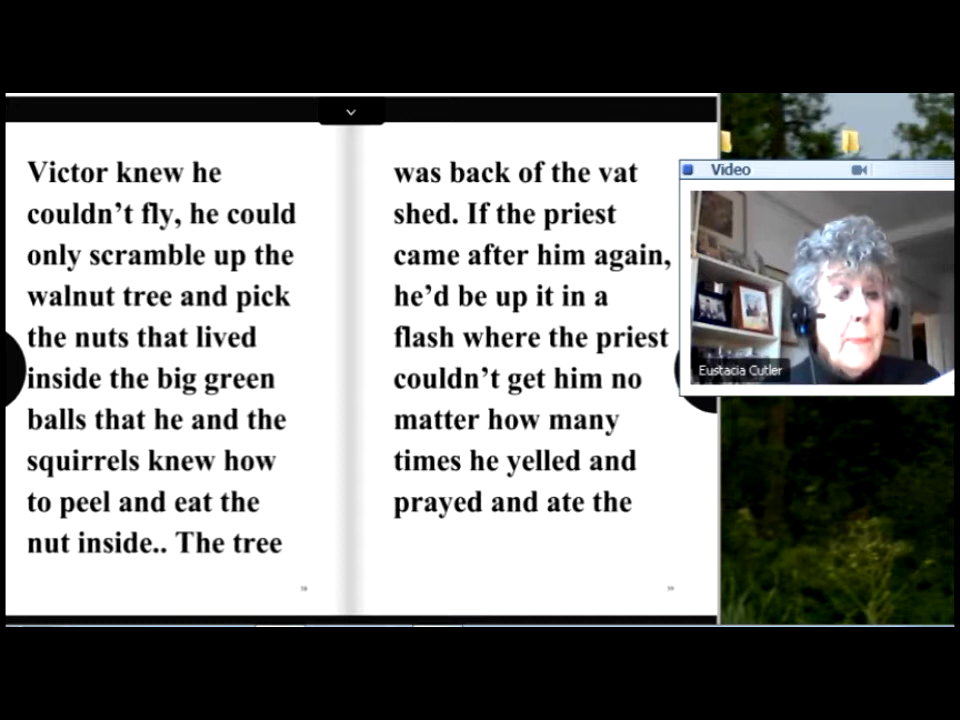 Victor knew he
couldn’t fly, he could
only scramble up the
walnut tree and pick
the nuts that lived
inside the big green
balls that he and the
squirrels knew how
to peel and eat the
nut inside.. The tree
was back of the vat
shed. If the priest
came after him again,
he’d be up it in a
flash where the priest
couldn’t get him no
matter how many
times he yelled and
prayed and ate the
Video
Eustacia Cutler